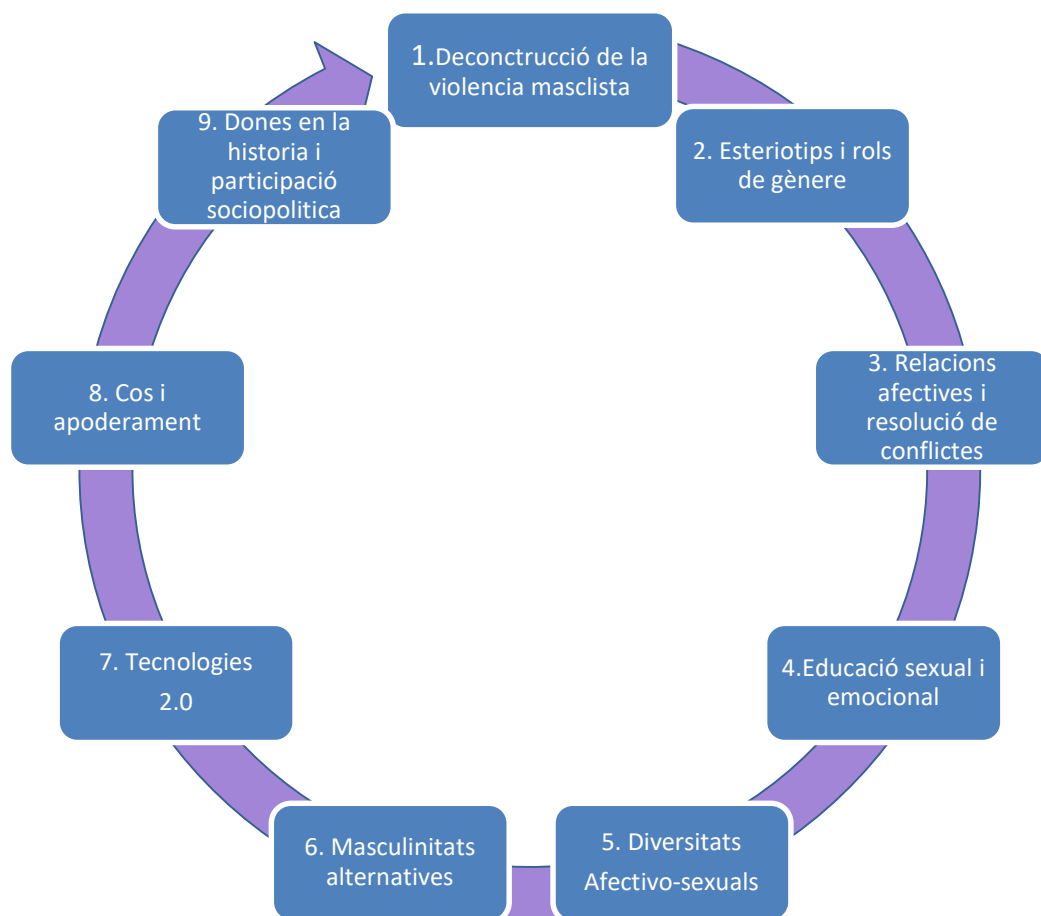 1.Deconctrucció de la
violencia masclista
2. Esteriotips i rols
de gènere
3. Relacions
afectives i
resolució de
conflictes
4.Educació sexual i
emocional
5. Diversitats
Afectivo-sexuals
6. Masculinitats
alternatives
7. Tecnologies
2.0
8. Cos i
apoderament
9. Dones en la
historia i
participació
sociopolitica